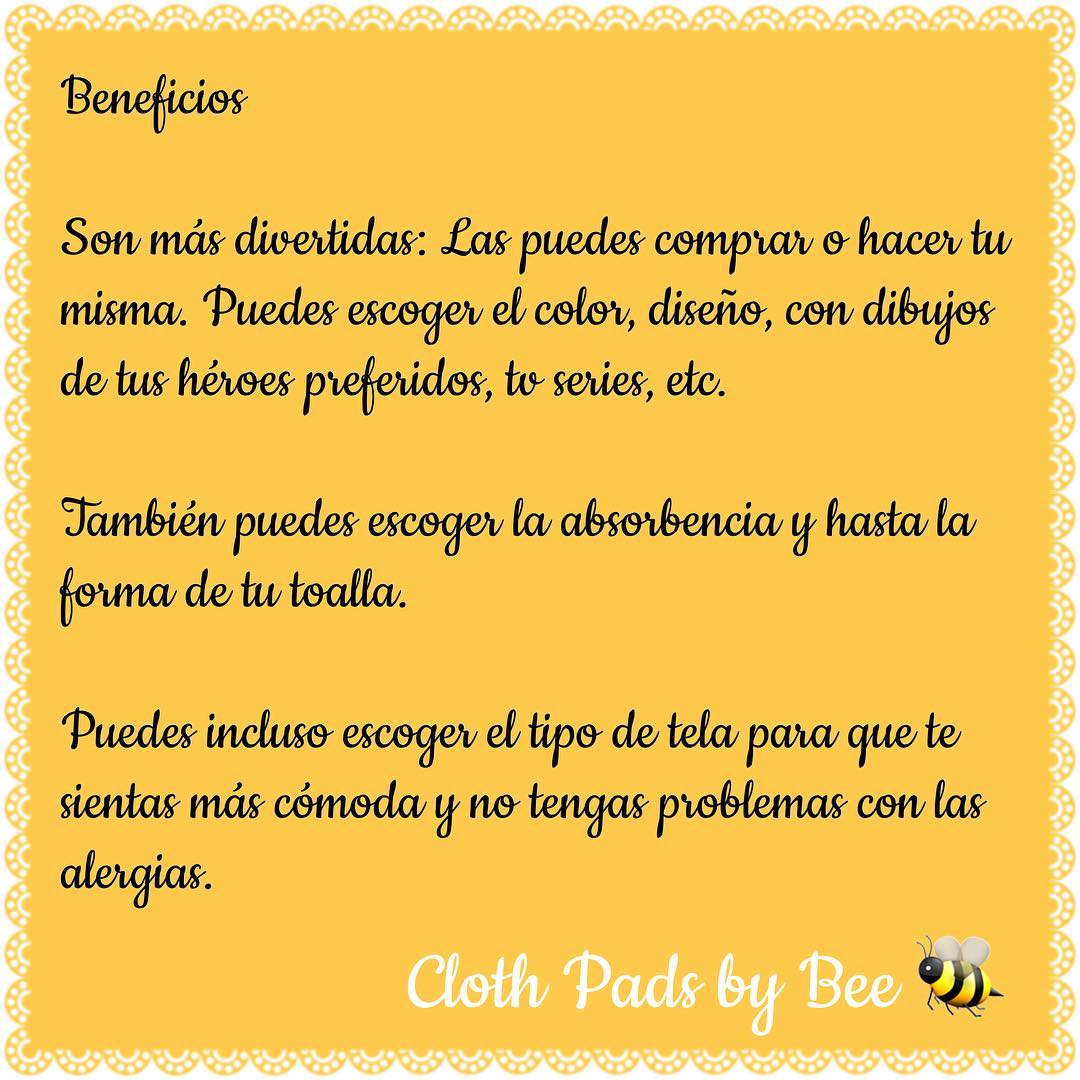 Beneficios
Son más divertidas: Las puedes comprar o hacer tu
misma. Puedes escoger el color, diseño, con dibujos
de tus héroes preferidos, tv series, etc.
También puedes escoger la absorbencia y hasta la
forma de tu toalla.
Puedes incluso escoger el tipo de tela para que te
sientas más cómoda y no tengas problemas con las
alergias.
Cloth Pads by Bee